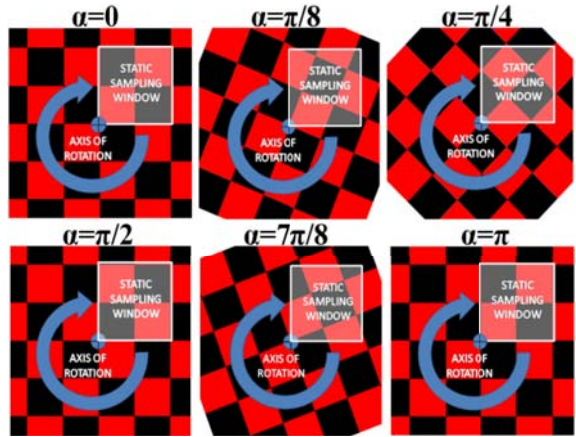 α=0 α=π/8 α=π/4
STATIC
SAMPLING
WINDOW
AXIS OF
ROTATION
STATIC
SAMPLING
WINDOW
AXIS OF
ROTATION
STATIC
SAMPLING
WINDOW
AXIS OF
ROTATION
α=π/2 α=7π/8 α=π
STATIC
SAMPLING
WINDOW
AXIS OF
ROTATION
STATIC
SAMPLING
WINDOW
AXIS OF
ROTATION
STATIC
SAMPLING
WINDOW
AXIS OF
ROTATION